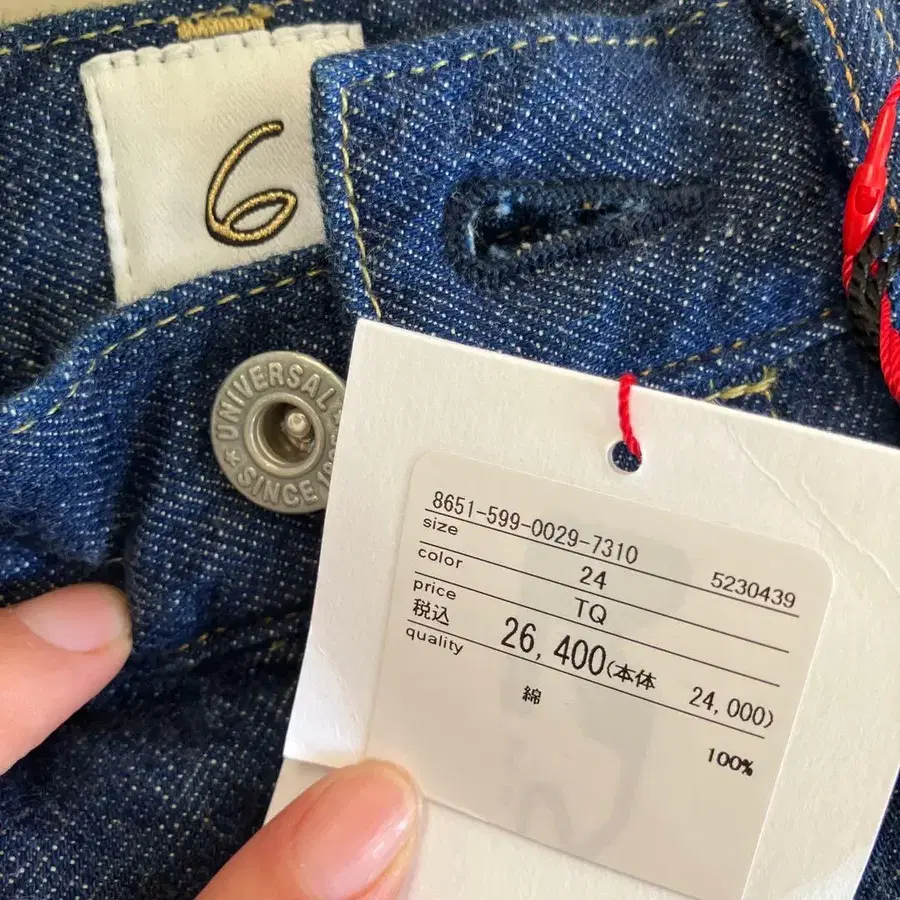 6
UNIVERSAL
SINCE
8651-599-0029-7310 5230439
size 24
color TQ
price
税込 26,400(本体 24,000)
quality
綿 100%